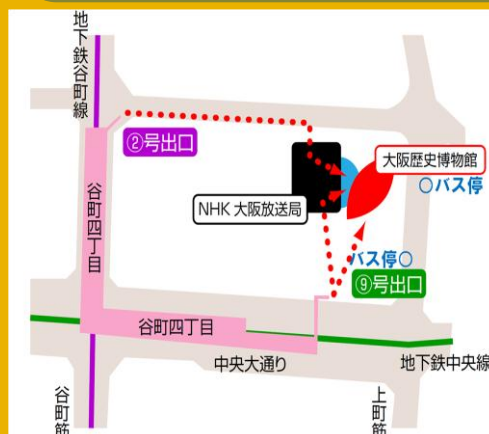 地下鉄谷町線
②号出口
大阪歴史博物館
〇バス停
NHK 大阪放送局
谷町四丁目
バス停〇
⑨号出口
谷町四丁目
中央大通り
地下鉄中央線
谷町筋
上町筋